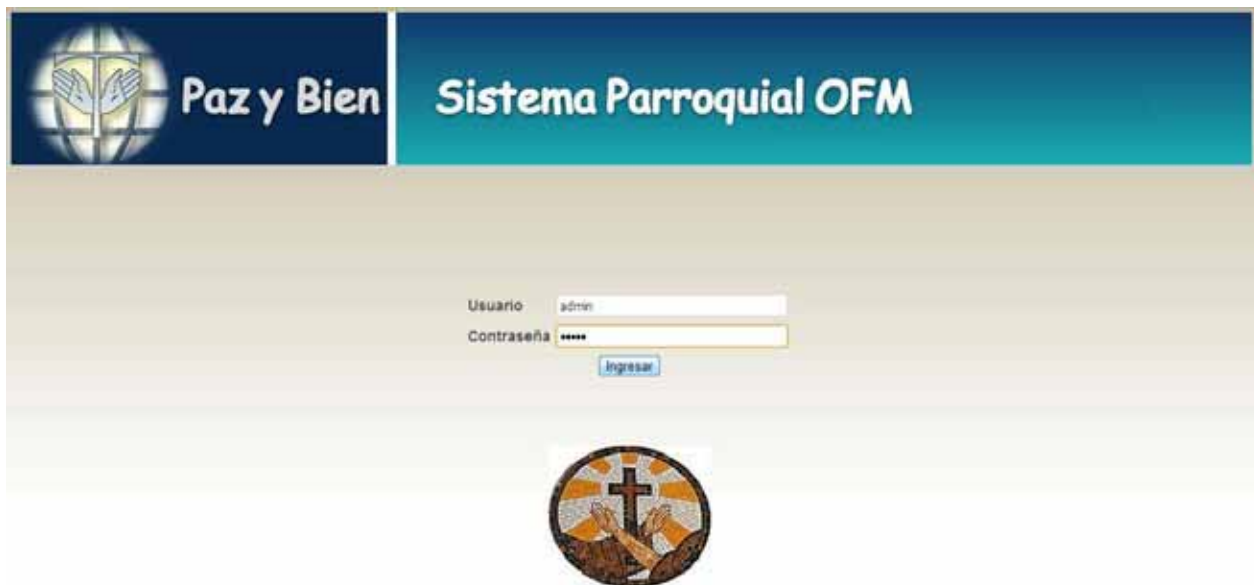 Paz y Bien
Sistema Parroquial OFM
Usuario admin
Contraseña •••••
Ingresar